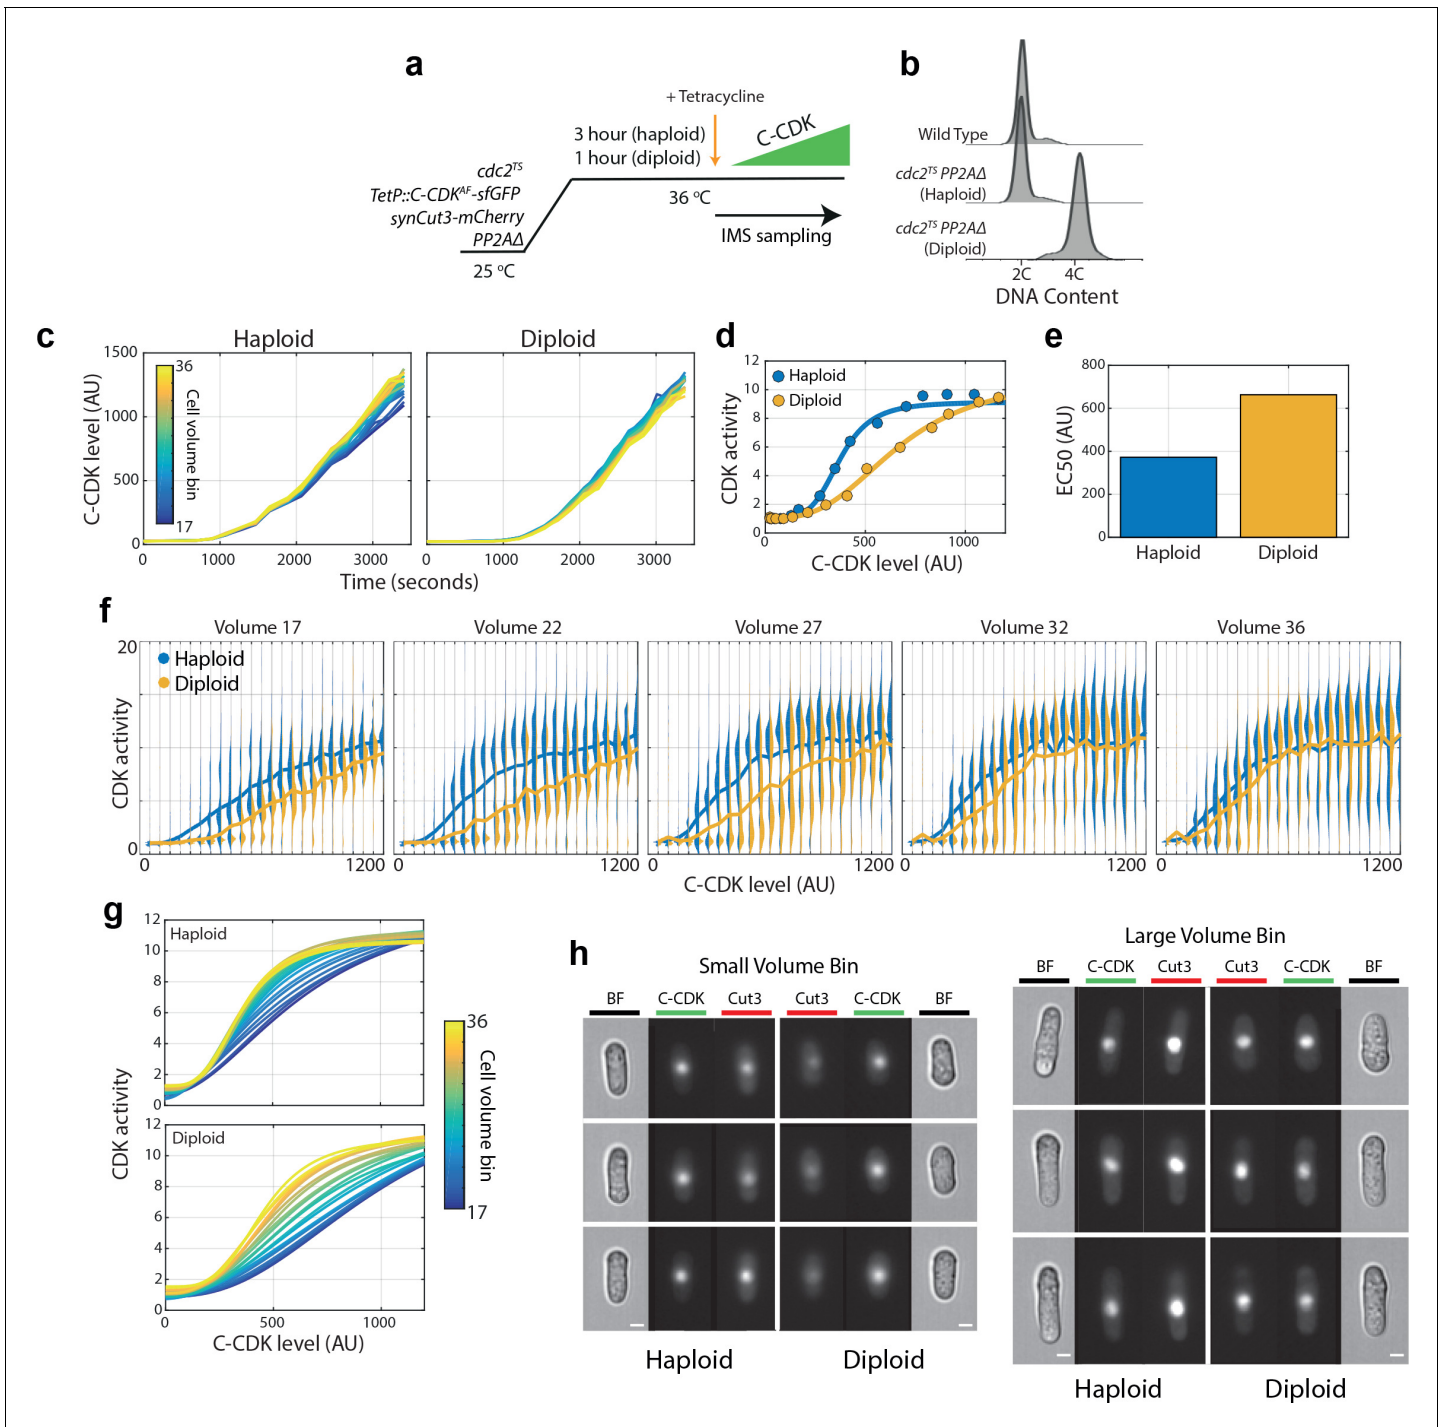 a
+ Tetracycline
3 hour (haploid)
1 hour (diploid)
C-CDK
cdc2TS
TetP::C-CDKAF-sfGFP
synCut3-mCherry
PP2AΔ
25 ºC
36 ºC
IMS sampling
b
Wild Type
cdc2TS PP2AΔ
(Haploid)
cdc2TS PP2AΔ
(Diploid)
2C 4C
DNA Content
c
Haploid Diploid
C-CDK level (AU)
1500
1000
500
0
36
Cell volume bin
17
0 1000 2000 3000 0 1000 2000 3000
Time (seconds)
d
CDK activity
12
10
8
6
4
2
0
Haploid
Diploid
0 500 1000
C-CDK level (AU)
e
EC50 (AU)
800
600
400
200
0
Haploid Diploid
f
Volume 17 Volume 22 Volume 27 Volume 32 Volume 36
20
Haploid
Diploid
CDK activity
0
0 1200 0 1200 0 1200 0 1200 0 1200
C-CDK level (AU)
g
12
Haploid
10
8
6
4
2
0
12
Diploid
10
8
6
4
2
0
CDK activity
0 500 1000
C-CDK level (AU)
36
Cell volume bin
17
h
Small Volume Bin
BF C-CDK Cut3 Cut3 C-CDK BF
Haploid Diploid
Large Volume Bin
BF C-CDK Cut3 Cut3 C-CDK BF
Haploid Diploid